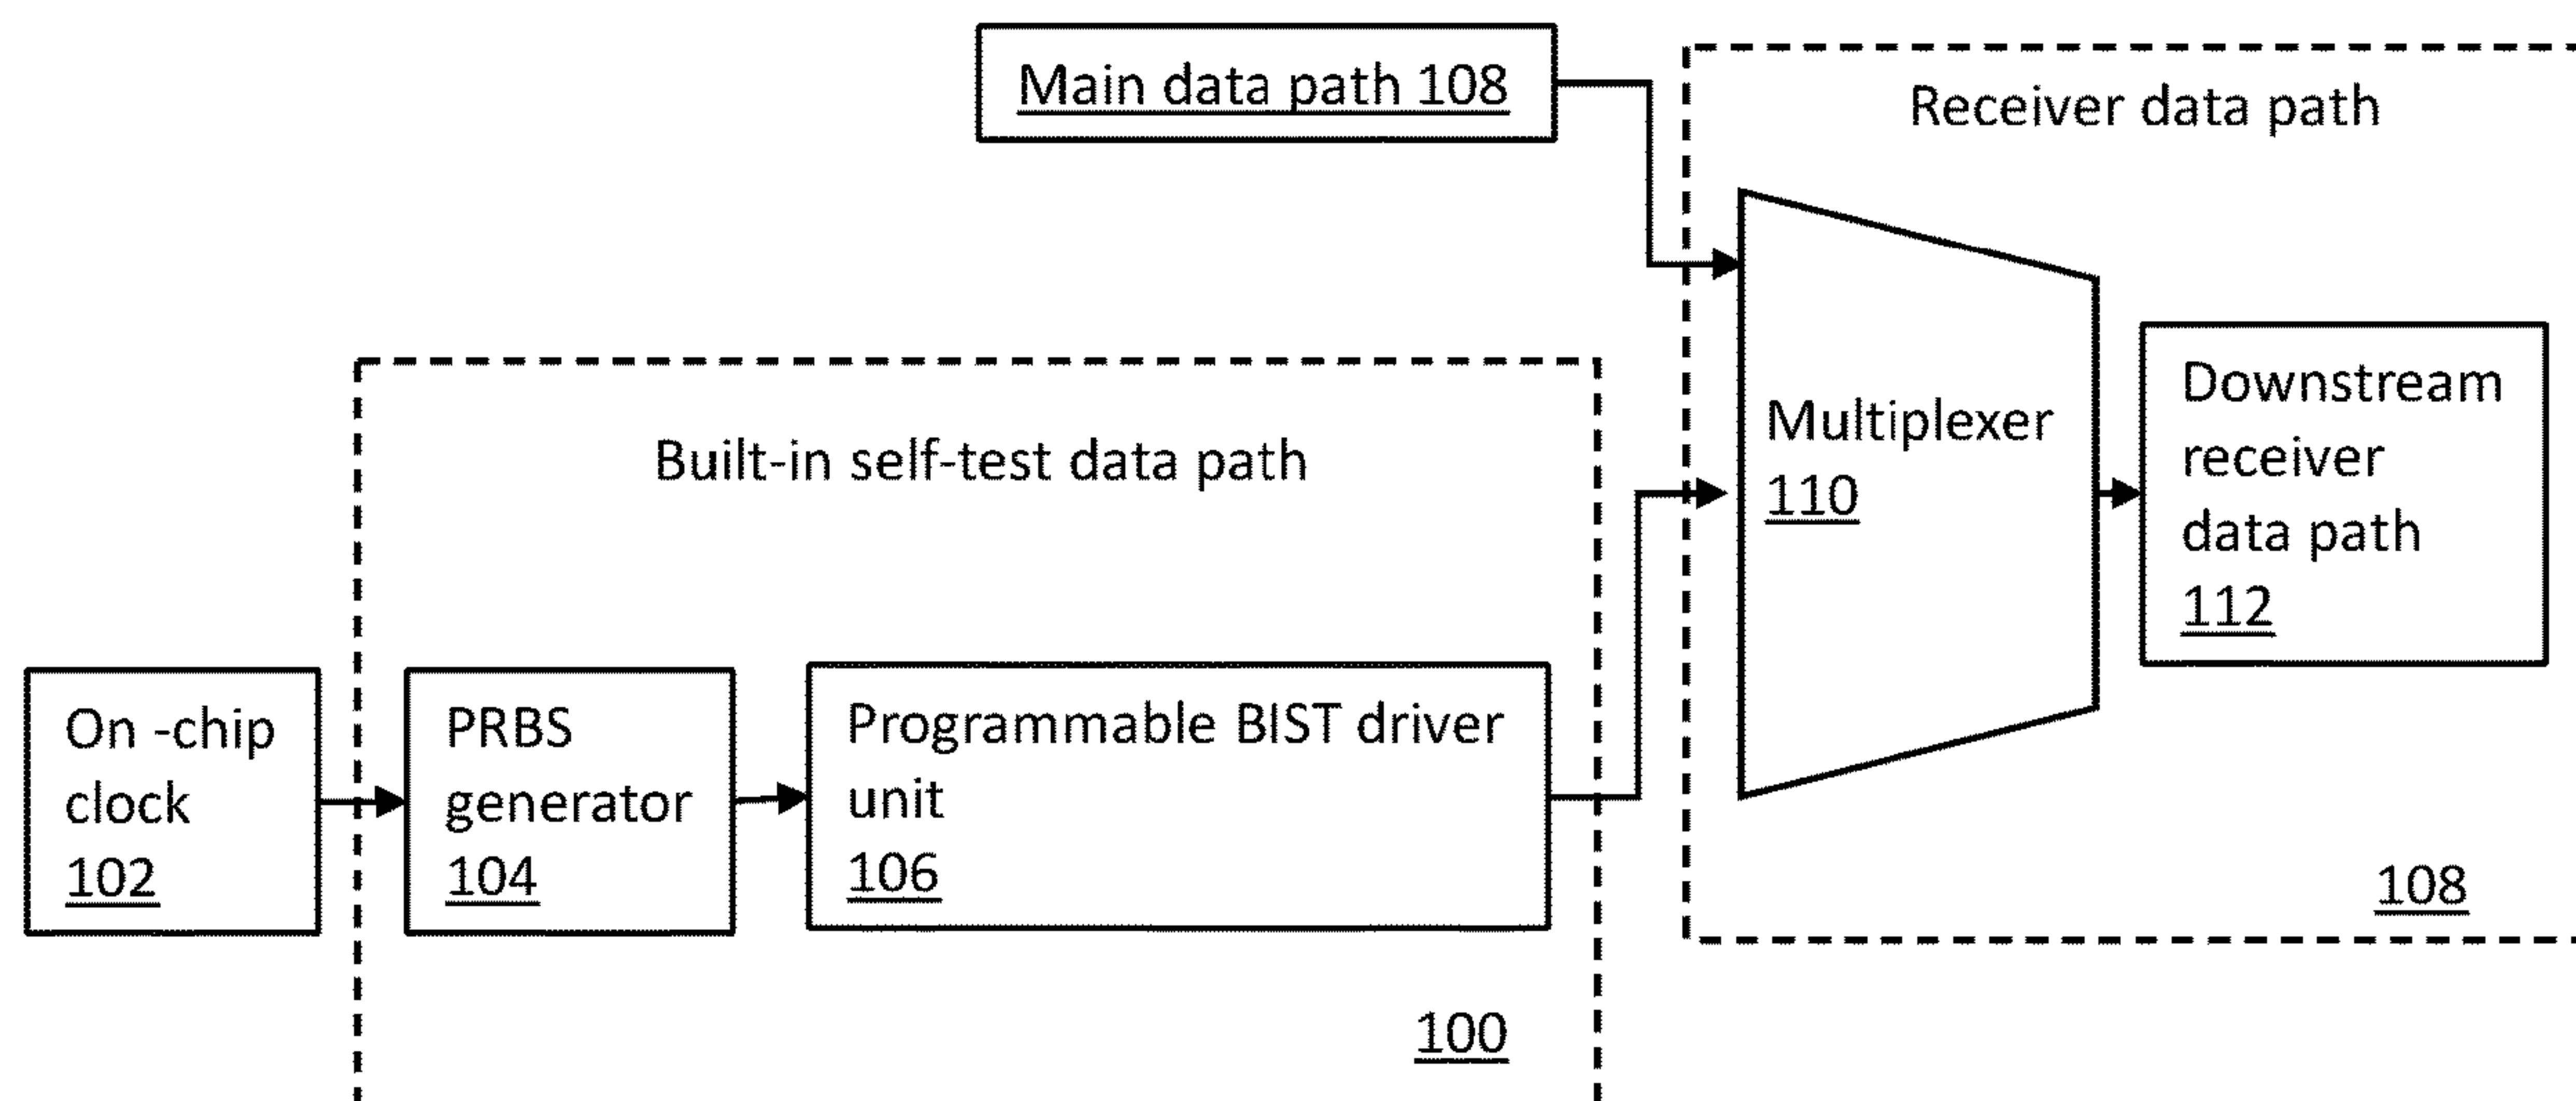 Main data path 108
Receiver data path
Multiplexer
110
Downstream
receiver
data path
112
108
Built-in self-test data path
On -chip
clock
102
PRBS
generator
104
Programmable BIST driver
unit
106
100